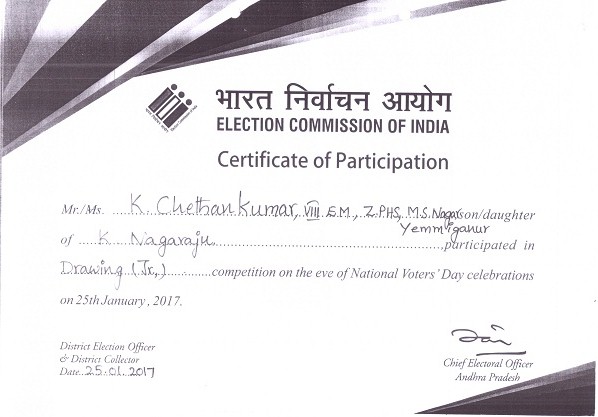 भारत निर्वाचन आयोग
ELECTION COMMISSION OF INDIA
Certificate of Participation
Mr./Ms. K. Chethankumar, VIII E.M., Z.P.H.S, M.S. Nagar son/daughter
Yemmiganur
of K Nagaraju, participated in
Drawing (Jr.,) competition on the eve of National Voters' Day celebrations
on 25th January , 2017.
District Election Officer
& District Collector
Date 25.01.2017
Chief Electoral Officer
Andhra Pradesh